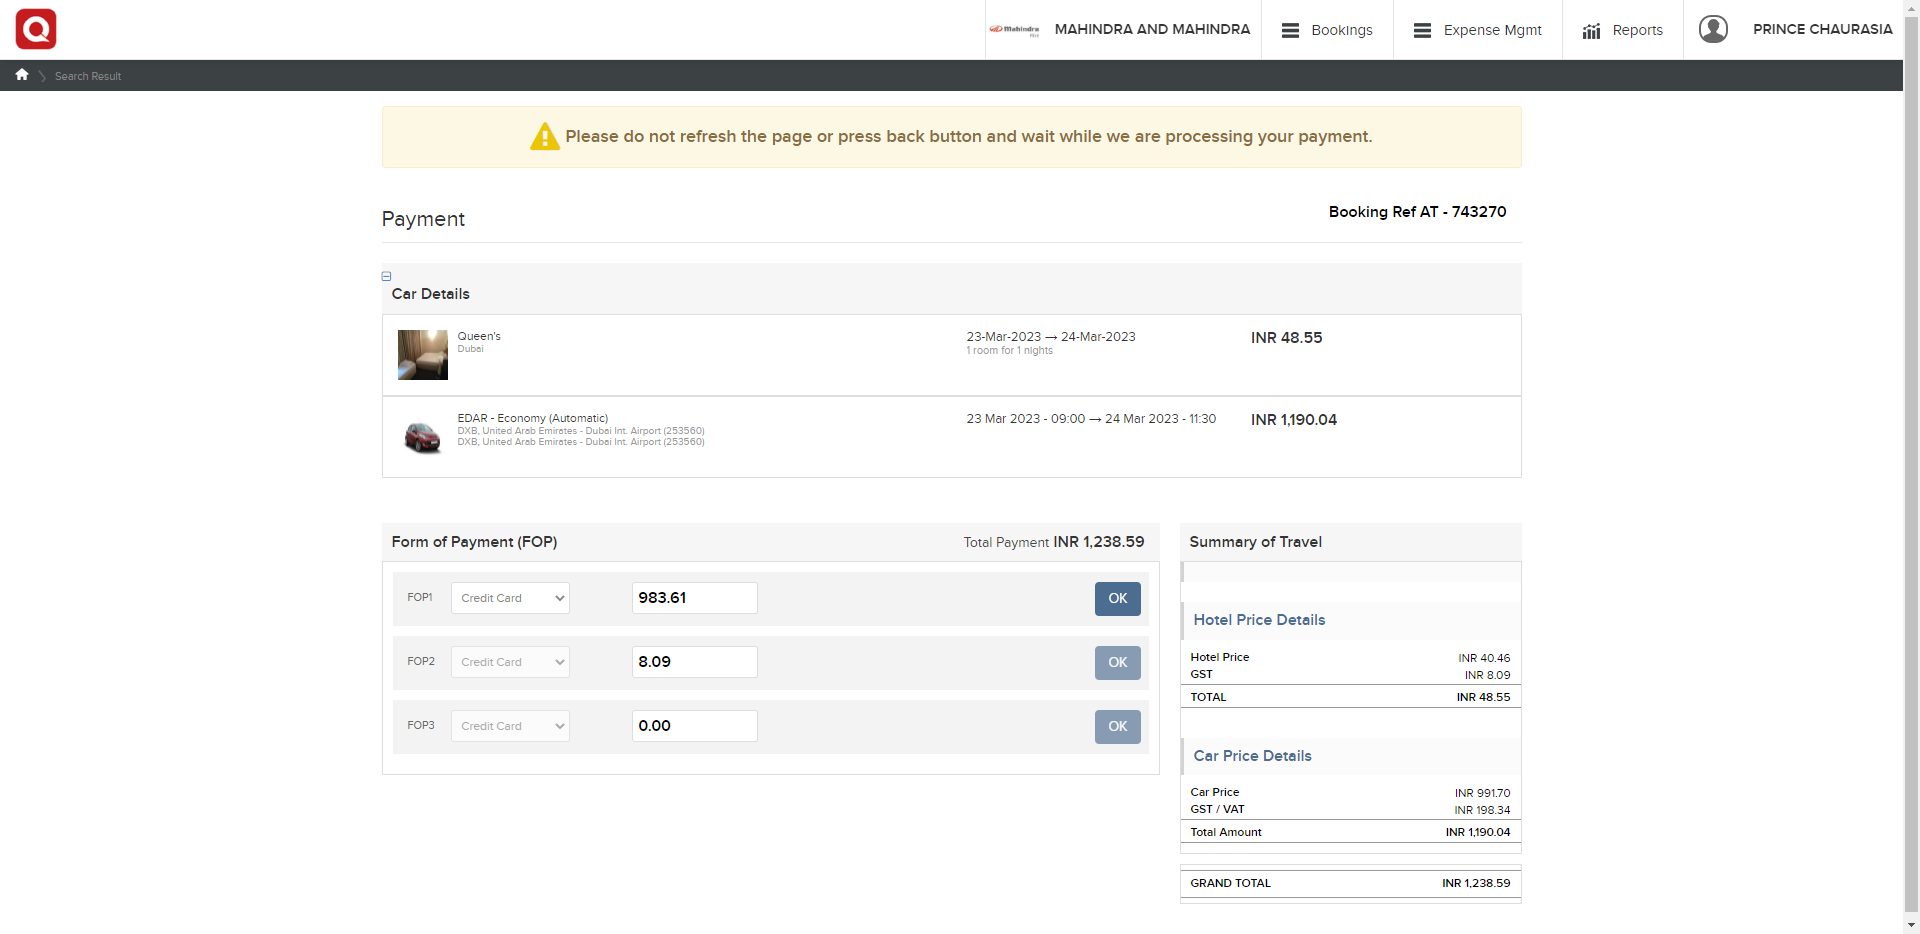 Q
mahindra
MAHINDRA AND MAHINDRA
Bookings
Expense Mgmt
Reports
PRINCE CHAURASIA
Search Result
Please do not refresh the page or press back button and wait while we are processing your payment.
Payment
Booking Ref AT - 743270
Car Details
Queen's
Dubai
23-Mar-2023 → 24-Mar-2023
1 room for 1 nights
INR 48.55
EDAR - Economy (Automatic)
DXB, United Arab Emirates - Dubai Int. Airport (253560)
DXB, United Arab Emirates - Dubai Int. Airport (253560)
23 Mar 2023 - 09:00 → 24 Mar 2023 - 11:30
INR 1,190.04
Form of Payment (FOP)
Total Payment INR 1,238.59
FOP1 Credit Card 983.61 OK
FOP2 Credit Card 8.09 OK
FOP3 Credit Card 0.00 OK
Summary of Travel
Hotel Price Details
Hotel Price INR 40.46
GST INR 8.09
TOTAL INR 48.55
Car Price Details
Car Price INR 991.70
GST / VAT INR 198.34
Total Amount INR 1,190.04
GRAND TOTAL INR 1,238.59